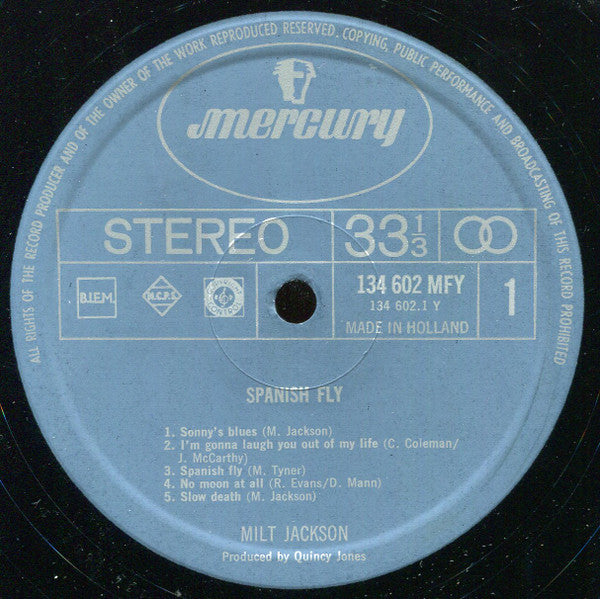 ALL RIGHTS OF THE RECORD PRODUCER AND OF THE OWNER OF THE WORK REPRODUCED RESERVED. COPYING, PUBLIC PERFORMANCE AND BROADCASTING OF THIS RECORD PROHIBITED
mercury
STEREO 33 1/3
B.I.E.M. M.C.P.S.
134 602 MFY
134 602.1 Y
MADE IN HOLLAND
1
SPANISH FLY
1. Sonny's blues (M. Jackson)
2. I'm gonna laugh you out of my life (C. Coleman/
J. McCarthy)
3. Spanish fly (M. Tyner)
4. No moon at all (R. Evans/D. Mann)
5. Slow death (M. Jackson)
MILT JACKSON
Produced by Quincy Jones